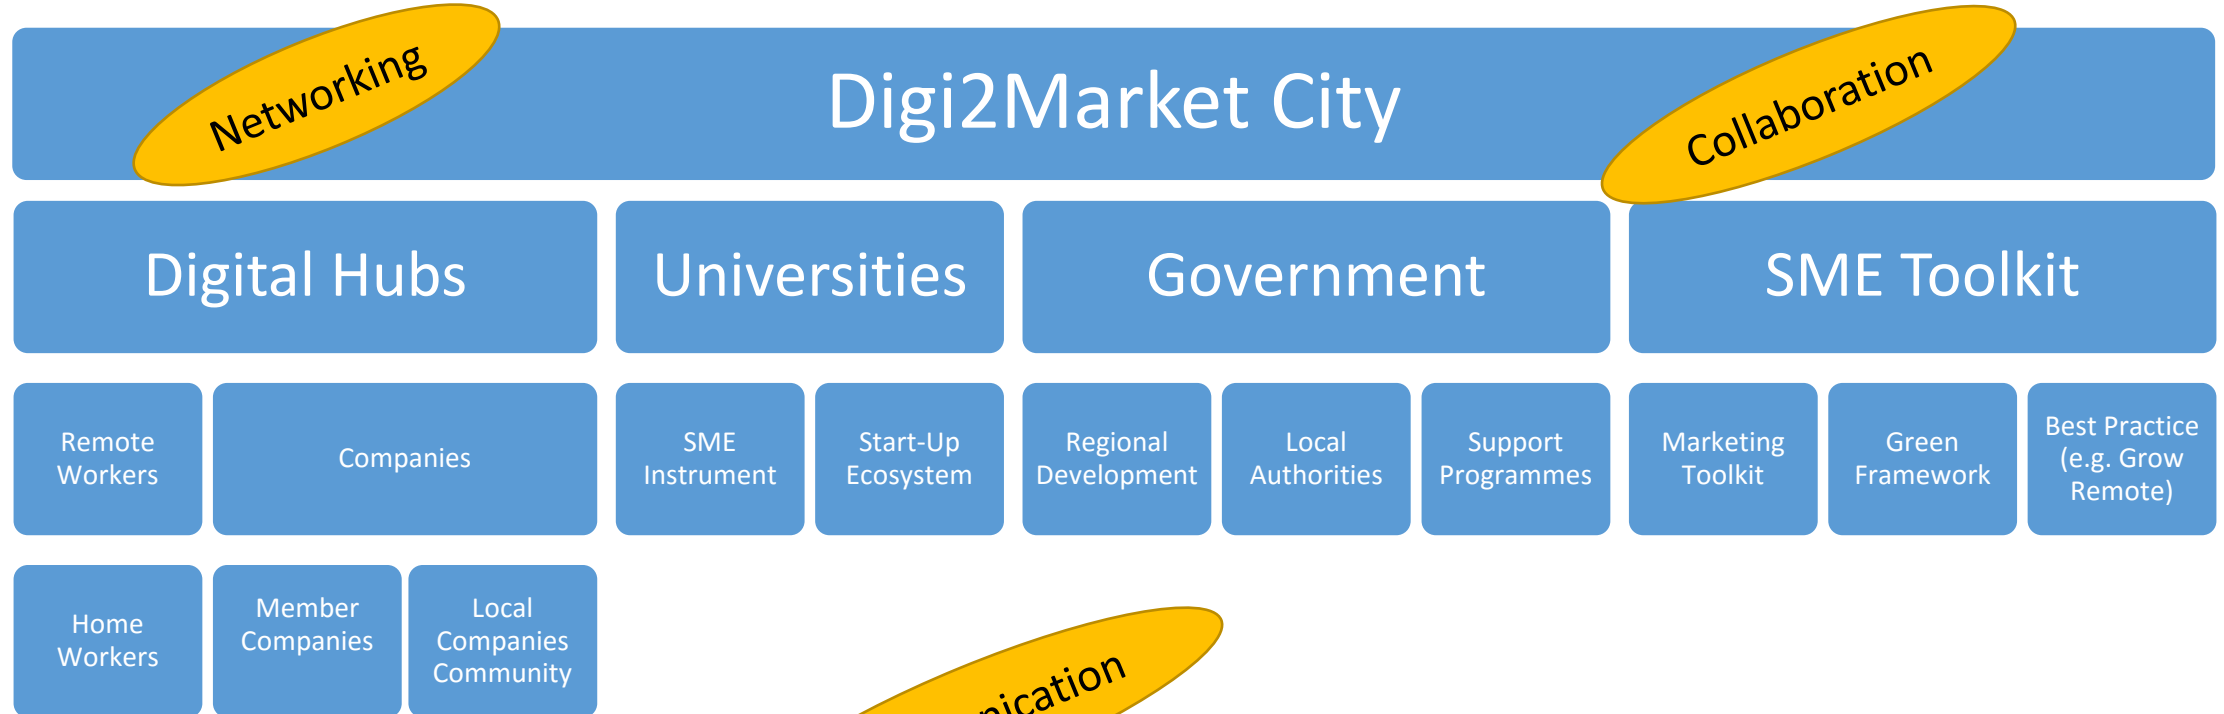 Networking
Digi2Market City
Collaboration
Digital Hubs
Universities
Government
SME Toolkit
Remote
Workers
Companies
SME
Instrument
Start-Up
Ecosystem
Regional
Development
Local
Authorities
Support
Programmes
Marketing
Toolkit
Green
Framework
Best Practice
(e.g. Grow
Remote)
Home
Workers
Member
Companies
Local
Companies
Community